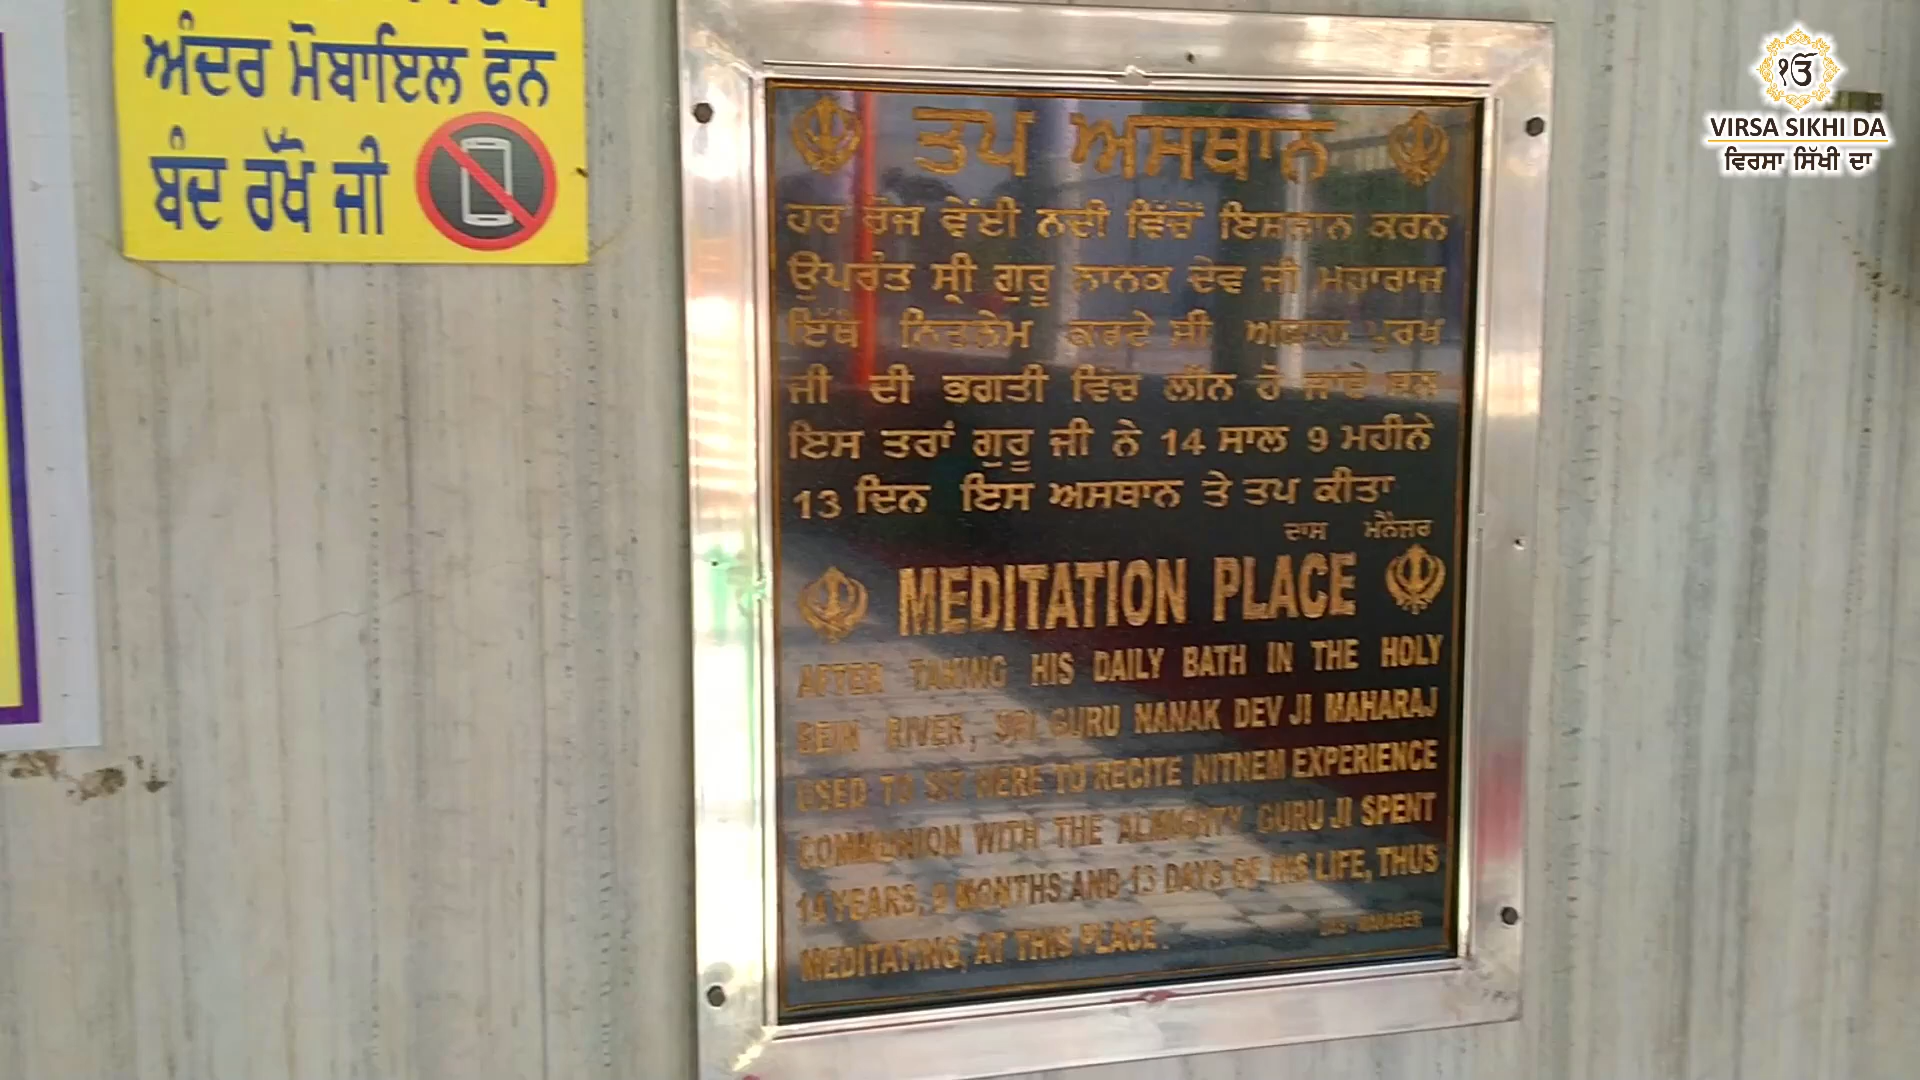 ਅੰਦਰ ਮੋਬਾਇਲ ਫੋਨ
ਬੰਦ ਰੱਖੋ ਜੀ
ੴ
VIRSA SIKHI DA
ਵਿਰਸਾ ਸਿੱਖੀ ਦਾ
ਤਪ ਅਸਥਾਨ
ਹਰ ਰੋਜ ਵੇਂਈ ਨਦੀ ਵਿੱਚੋਂ ਇਸ਼ਨਾਨ ਕਰਨ
ਉਪਰੰਤ ਸ੍ਰੀ ਗੁਰੂ ਨਾਨਕ ਦੇਵ ਜੀ ਮਹਾਰਾਜ
ਇੱਥੇ ਨਿਤਨੇਮ ਕਰਦੇ ਸੀ ਅਕਾਲ ਪੁਰਖ
ਜੀ ਦੀ ਭਗਤੀ ਵਿੱਚ ਲੀਨ ਹੋ ਜਾਂਦੇ ਸਨ
ਇਸ ਤਰਾਂ ਗੁਰੂ ਜੀ ਨੇ 14 ਸਾਲ 9 ਮਹੀਨੇ
13 ਦਿਨ ਇਸ ਅਸਥਾਨ ਤੇ ਤਪ ਕੀਤਾ
ਦਾਸ ਮੈਨੇਜਰ
MEDITATION PLACE
AFTER TAKING HIS DAILY BATH IN THE HOLY
BEIN RIVER, SRI GURU NANAK DEV JI MAHARAJ
USED TO SIT HERE TO RECITE NITNEM EXPERIENCE
COMMUNION WITH THE ALMIGHTY GURU JI SPENT
14 YEARS, 9 MONTHS AND 13 DAYS OF HIS LIFE, THUS
MEDITATING, AT THIS PLACE.
DAS MANAGER